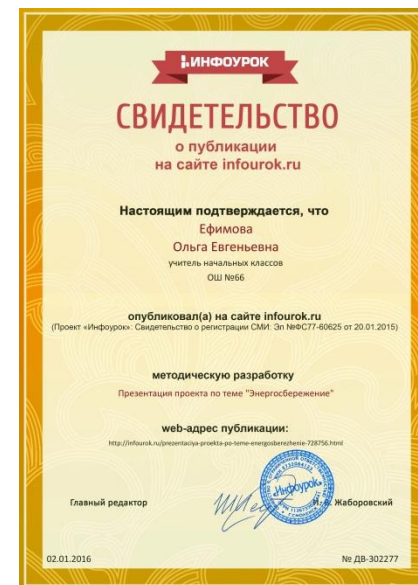 ИНФОУРОК
СВИДЕТЕЛЬСТВО
о публикации
на сайте infourok.ru
Настоящим подтверждается, что
Ефимова
Ольга Евгеньевна
учитель начальных классов
ОШ №66
опубликовал(а) на сайте infourok.ru
(Проект «Инфоурок»: Свидетельство о регистрации СМИ: Эл №ФС77-60625 от 20.01.2015)
методическую разработку
Презентация проекта по теме "Энергосбережение"
web-адрес публикации:
http://infourok.ru/prezentaciya-proekta-po-teme-energosberezhenie-728756.html
«Инфоурок»
Главный редактор
Жаборовский
02.01.2016
№ ДВ-302277